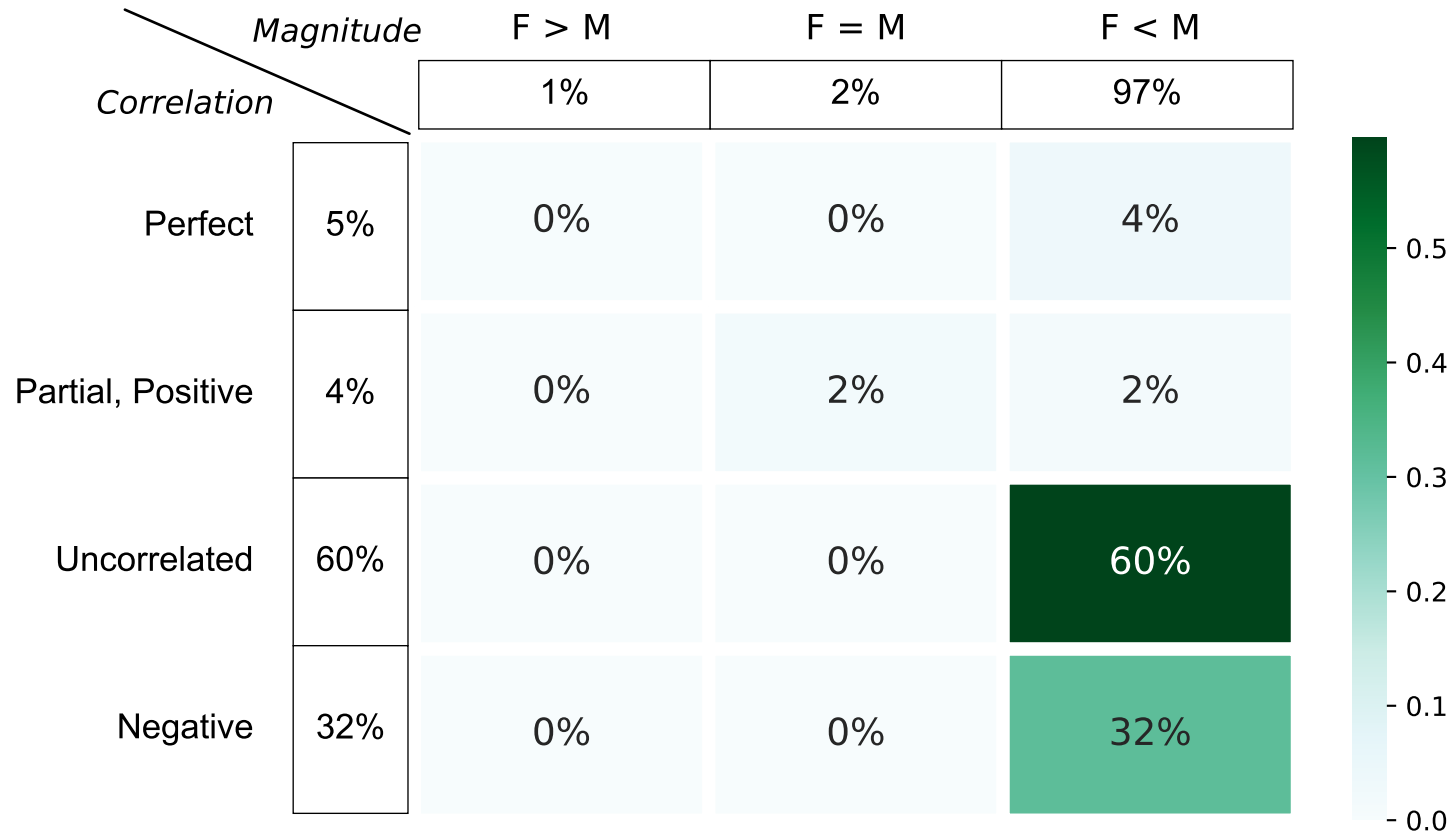 Magnitude F > M F = M F < M
Correlation 1% 2% 97%
Perfect 5% 0% 0% 4%
Partial, Positive 4% 0% 2% 2%
Uncorrelated 60% 0% 0% 60%
Negative 32% 0% 0% 32%
0.5
0.4
0.3
0.2
0.1
0.0